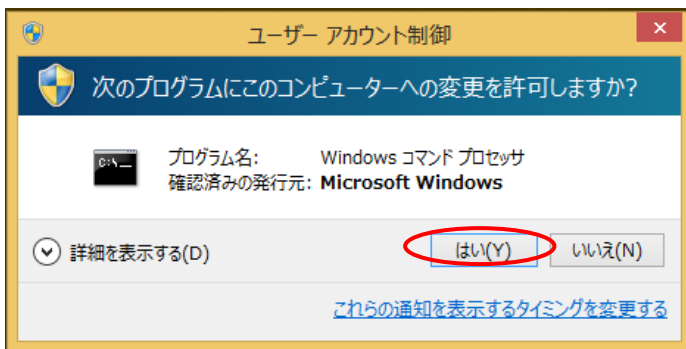 ユーザー アカウント制御
次のプログラムにこのコンピューターへの変更を許可しますか?
プログラム名: Windows コマンド プロセッサ
確認済みの発行元: Microsoft Windows
詳細を表示する(D) はい(Y) いいえ(N)
これらの通知を表示するタイミングを変更する